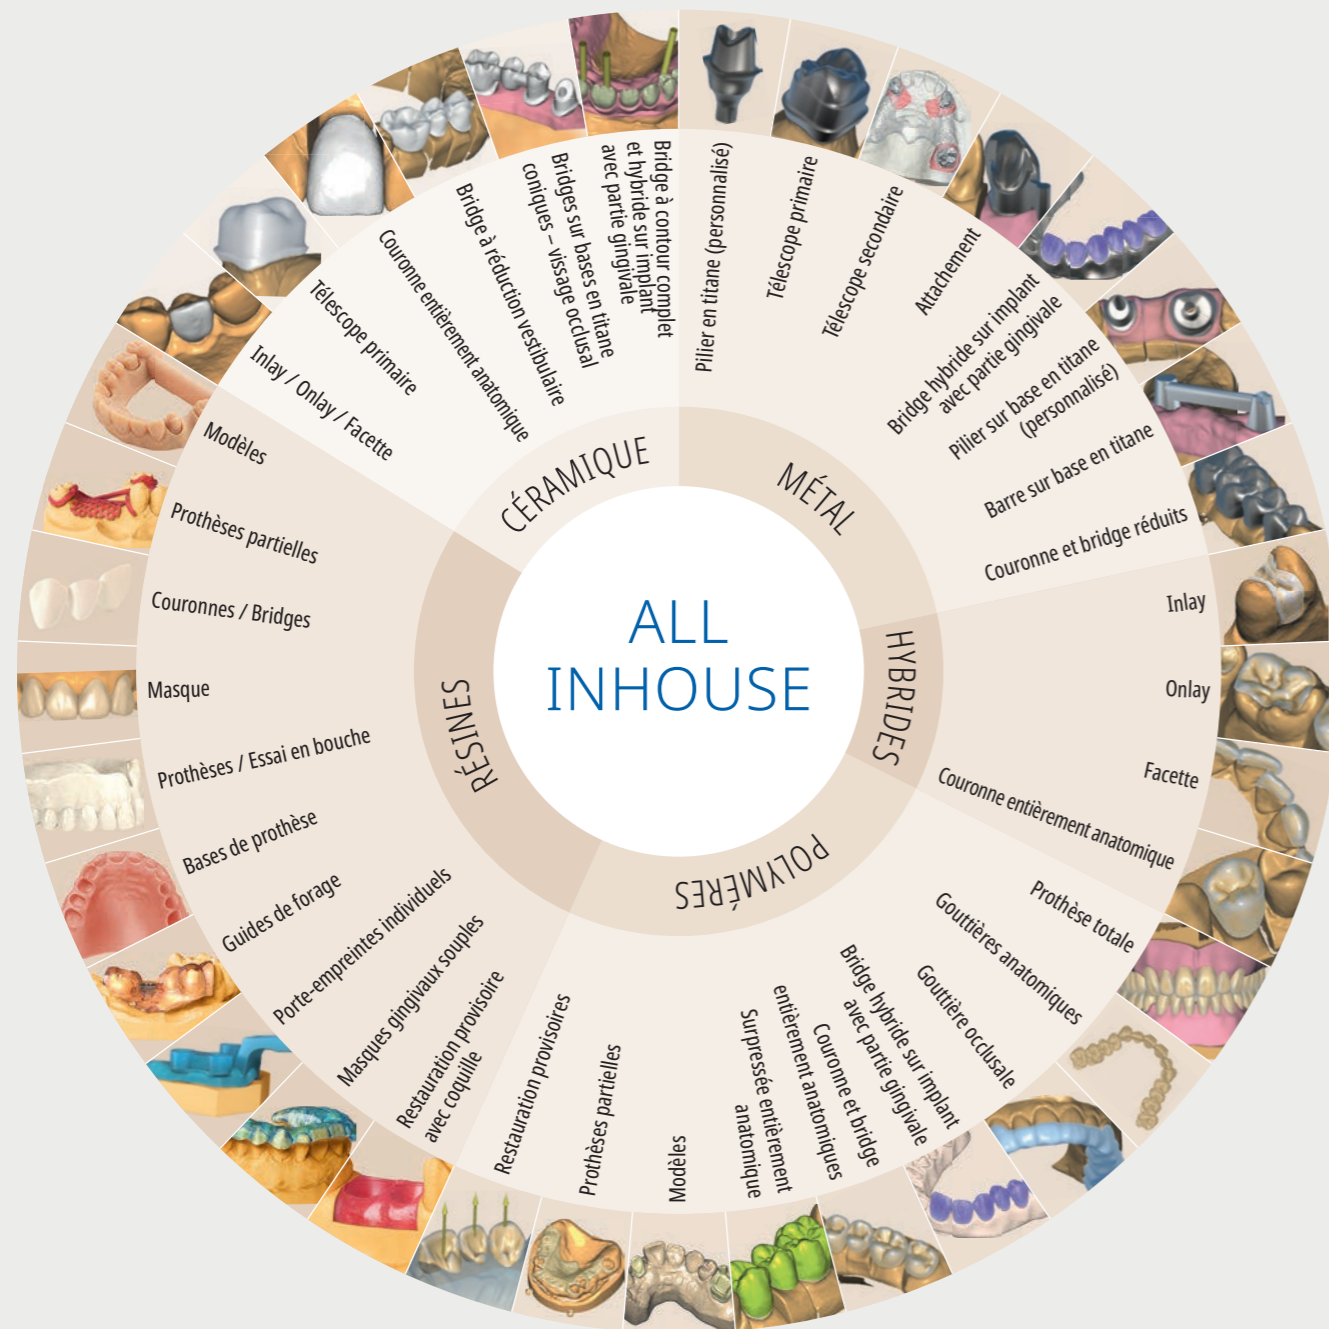 ALL
INHOUSE
MÉTAL
Pilier en titane (personnalisé)
Télescope primaire
Télescope secondaire
Attachement
Bridge hybride sur implant
avec partie gingivale
Pilier sur base en titane
(personnalisé)
Barre sur base en titane
Couronne et bridge réduits
HYBRIDES
Inlay
Onlay
Facette
Couronne entièrement anatomique
POLYMÉRES
Prothèse totale
Gouttières anatomiques
Gouttière occlusale
Bridge hybride sur implant
avec partie gingivale
Couronne et bridge
entièrement anatomiques
Surpressée entièrement
anatomique
Modèles
Prothèses partielles
Restauration provisoires
RÉSINES
Restauration provisoire
avec coquille
Masques gingivaux souples
Porte-empreintes individuels
Guides de forage
Bases de prothèse
Prothèses / Essai en bouche
Masque
Couronnes / Bridges
Prothèses partielles
Modèles
CÉRAMIQUE
Inlay / Onlay / Facette
Télescope primaire
Couronne entièrement anatomique
Bridge à réduction vestibulaire
Bridges sur bases en titane
coniques – vissage occlusal
Bridge à contour complet
et hybride sur implant
avec partie gingivale